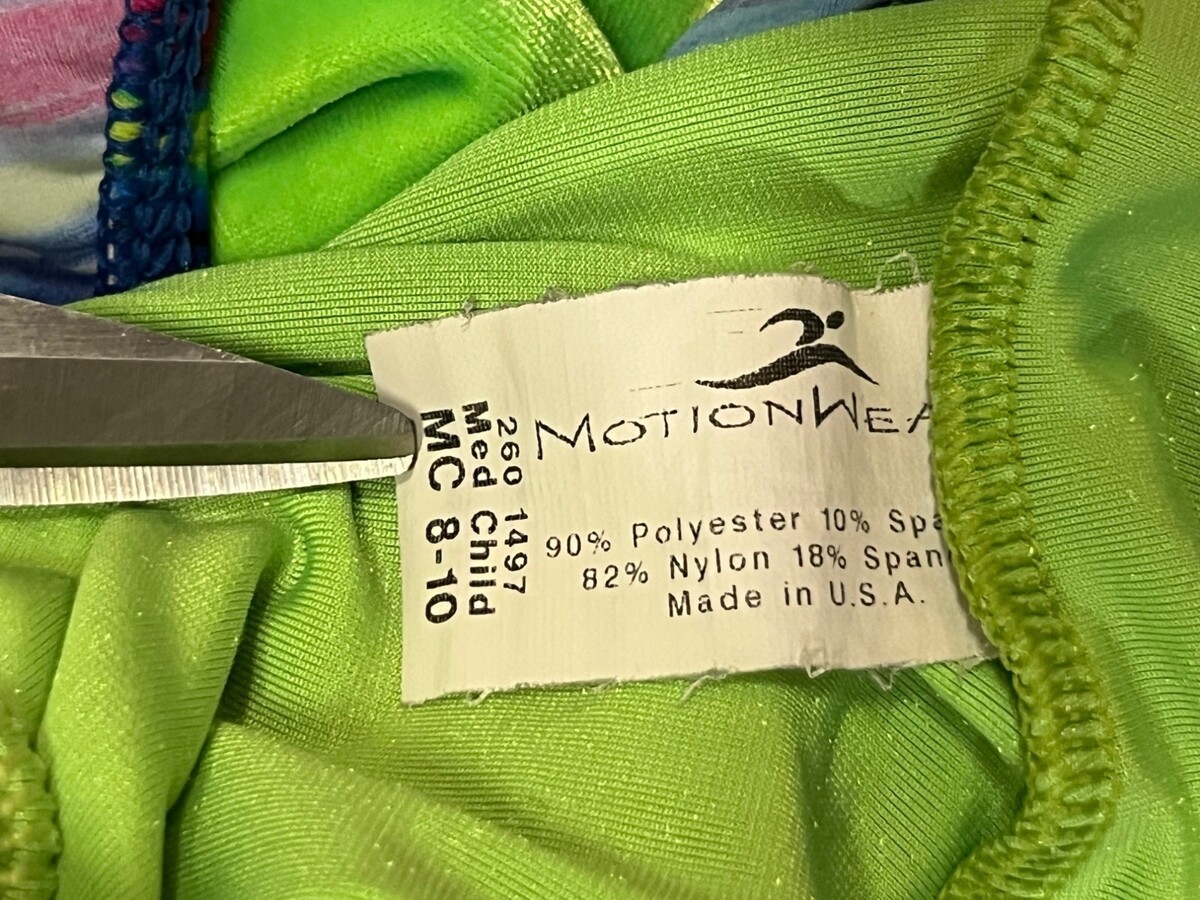 MOTIONWEA
90% Polyester 10% Spa
82% Nylon 18% Span
Made in U.S.A.
260 1497
Med Child
MC 8-10